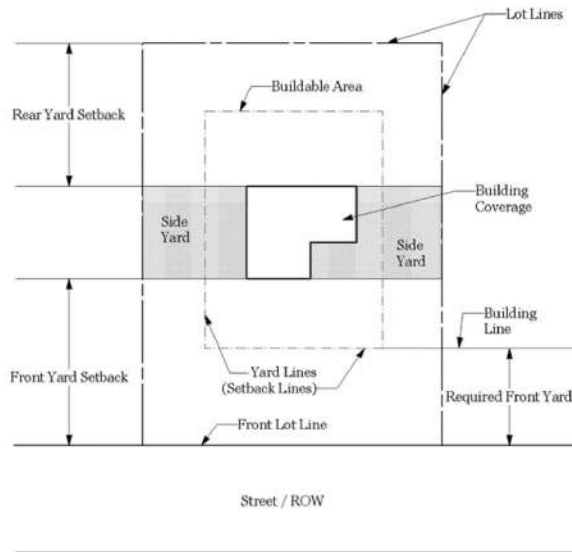 Lot Lines
Buildable Area
Rear Yard Setback
Building
Coverage
Side
Yard
Side
Yard
Building
Line
Front Yard Setback
Yard Lines
(Setback Lines)
Required Front Yard
Front Lot Line
Street / ROW